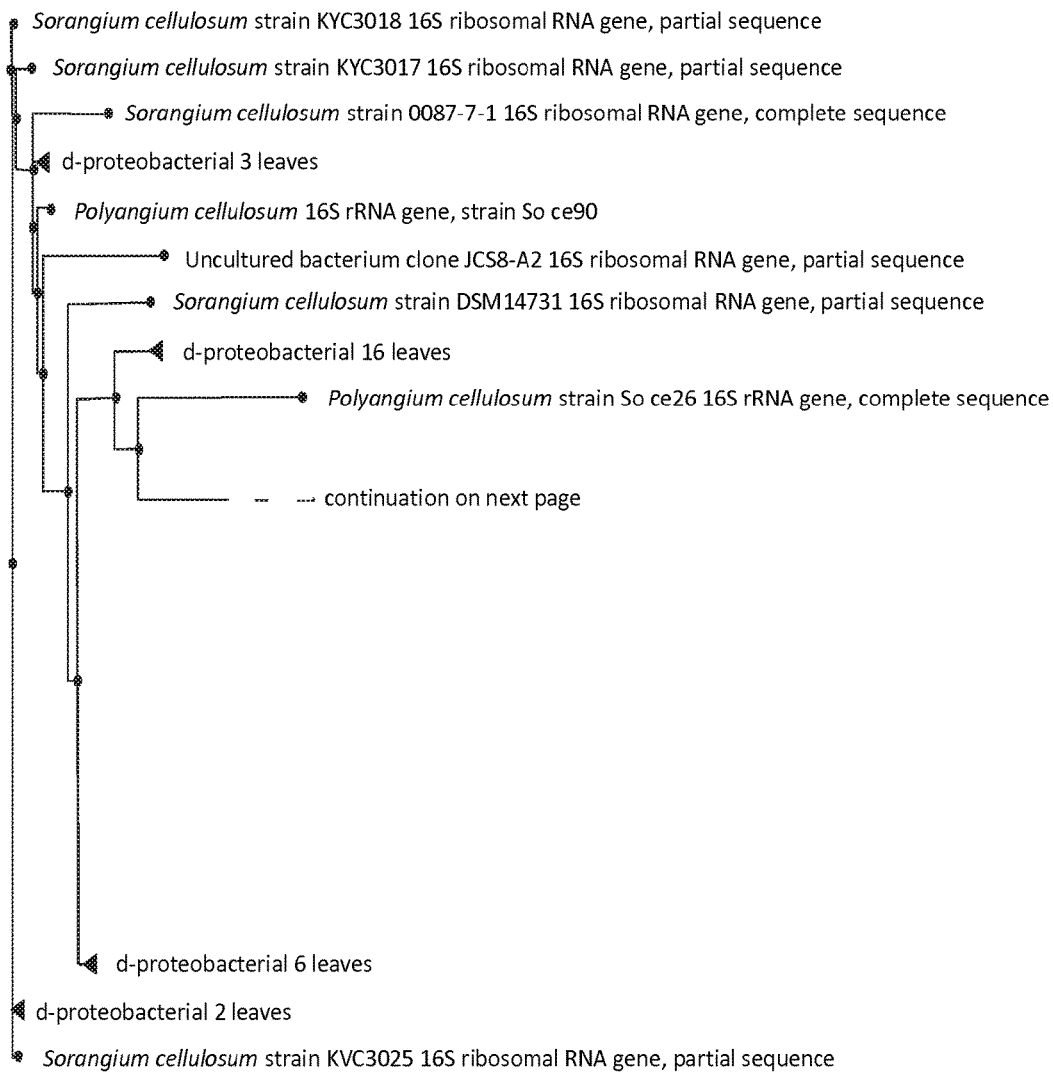 Sorangium cellulosum strain KYC3018 16S ribosomal RNA gene, partial sequence
Sorangium cellulosum strain KYC3017 16S ribosomal RNA gene, partial sequence
Sorangium cellulosum strain 0087-7-1 16S ribosomal RNA gene, complete sequence
d-proteobacterial 3 leaves
Polyangium cellulosum 16S rRNA gene, strain So ce90
Uncultured bacterium clone JCS8-A2 16S ribosomal RNA gene, partial sequence
Sorangium cellulosum strain DSM14731 16S ribosomal RNA gene, partial sequence
d-proteobacterial 16 leaves
Polyangium cellulosum strain So ce26 16S rRNA gene, complete sequence
continuation on next page
d-proteobacterial 6 leaves
d-proteobacterial 2 leaves
Sorangium cellulosum strain KVC3025 16S ribosomal RNA gene, partial sequence